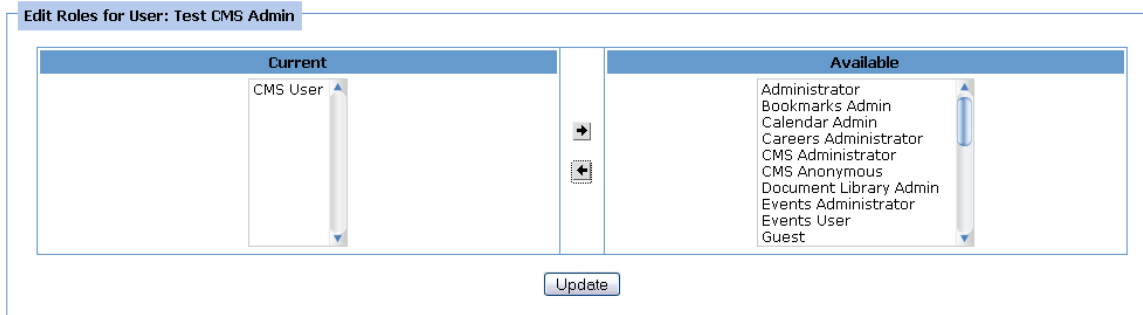 Edit Roles for User: Test CMS Admin
Current
Available
CMS User
Administrator
Bookmarks Admin
Calendar Admin
Careers Administrator
CMS Administrator
CMS Anonymous
Document Library Admin
Events Administrator
Events User
Guest
Update